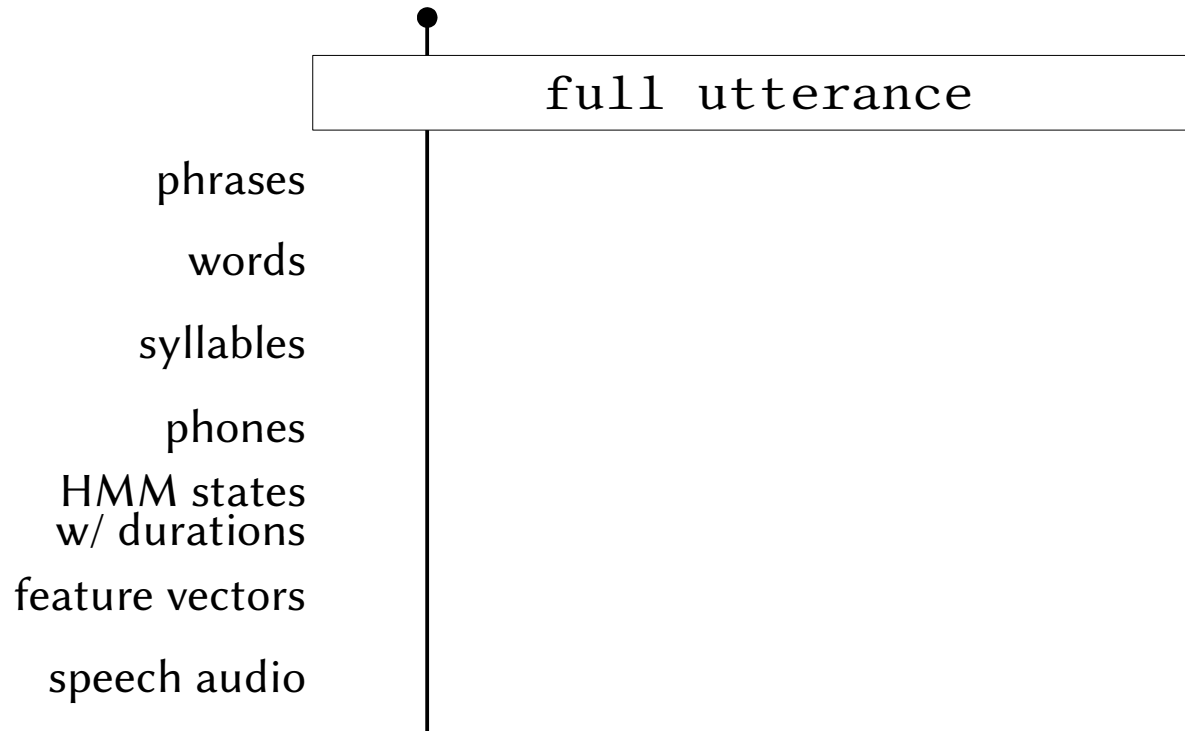 full utterance
phrases
words
syllables
phones
HMM states
w/ durations
feature vectors
speech audio